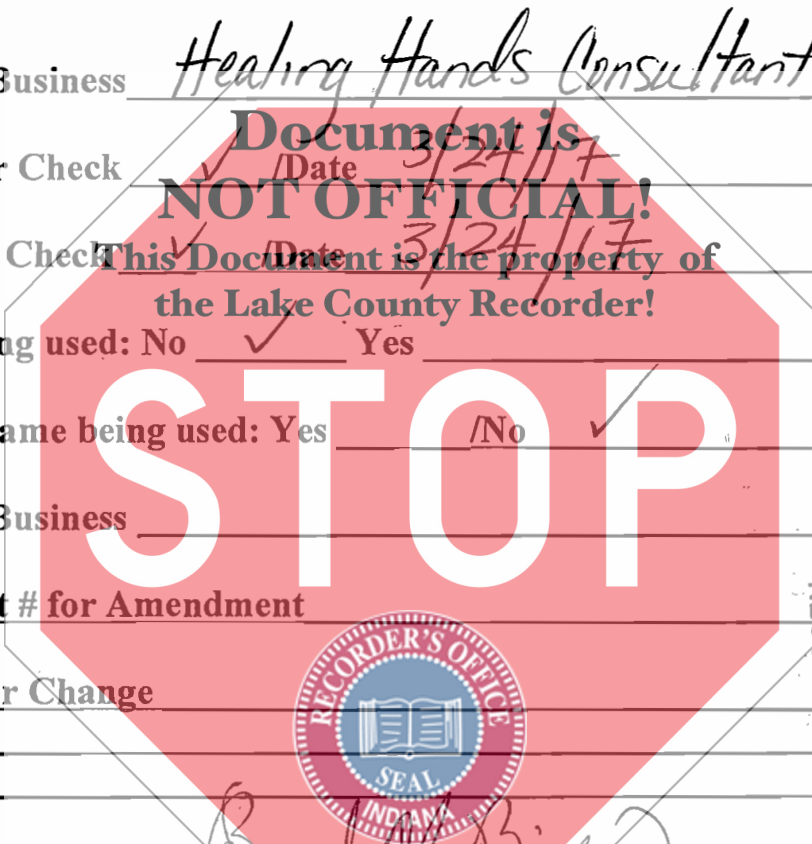 Business Healing Hands Consultant
Document is
r Check ✓ /Date 3/24/17
NOT OFFICIAL!
Check ✓ /Date 3/24/17
This Document is the property of
the Lake County Recorder!
ng used: No ✓ Yes
ame being used: Yes /No ✓
STOP
Business
t # for Amendment
RECORDER'S OFFICE
r Change
SEAL
INDIANA